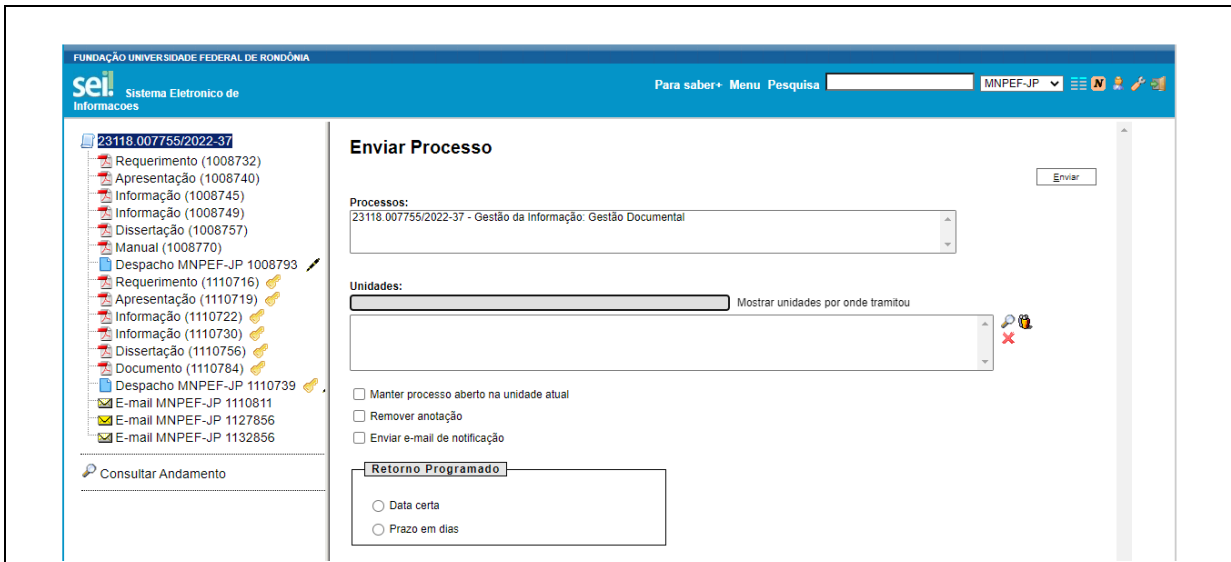 FUNDAÇÃO UNIVERSIDADE FEDERAL DE RONDÔNIA
sei! Sistema Eletronico de
Informacoes
Para saber+ Menu Pesquisa MNPEF-JP N
23118.007755/2022-37
Requerimento (1008732)
Apresentação (1008740)
Informação (1008745)
Informação (1008749)
Dissertação (1008757)
Manual (1008770)
Despacho MNPEF-JP 1008793
Requerimento (1110716)
Apresentação (1110719)
Informação (1110722)
Informação (1110730)
Dissertação (1110756)
Documento (1110784)
Despacho MNPEF-JP 1110739
E-mail MNPEF-JP 1110811
E-mail MNPEF-JP 1127856
E-mail MNPEF-JP 1132856
Consultar Andamento
Enviar Processo
Enviar
Processos:
23118.007755/2022-37 - Gestão da Informação: Gestão Documental
Unidades:
Mostrar unidades por onde tramitou
Manter processo aberto na unidade atual
Remover anotação
Enviar e-mail de notificação
Retorno Programado
Data certa
Prazo em dias